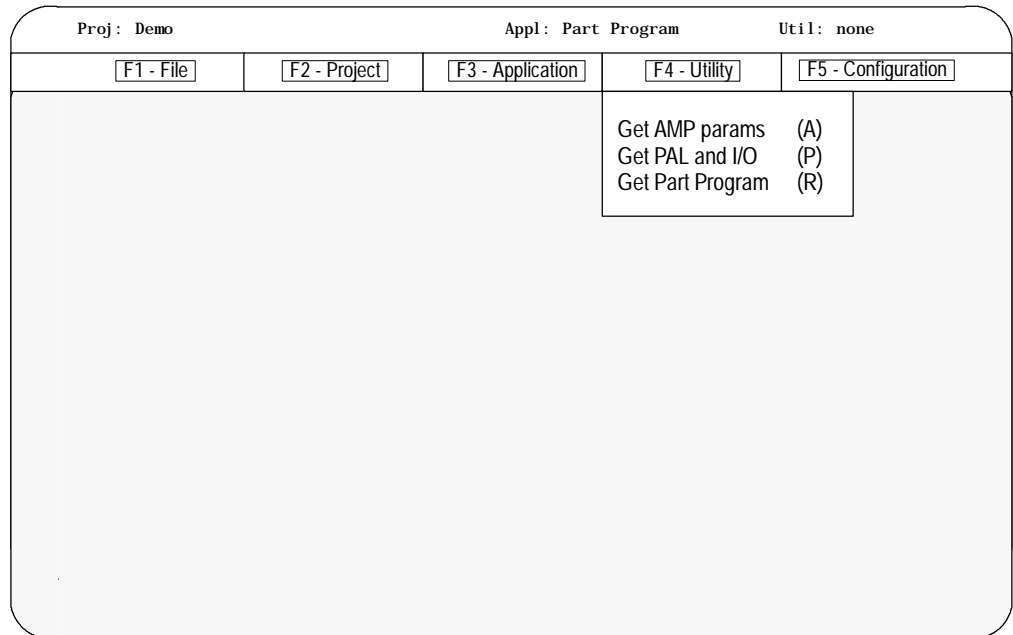 Proj: Demo Appl: Part Program Util: none
F1 - File F2 - Project F3 - Application F4 - Utility F5 - Configuration
Get AMP params (A)
Get PAL and I/O (P)
Get Part Program (R)